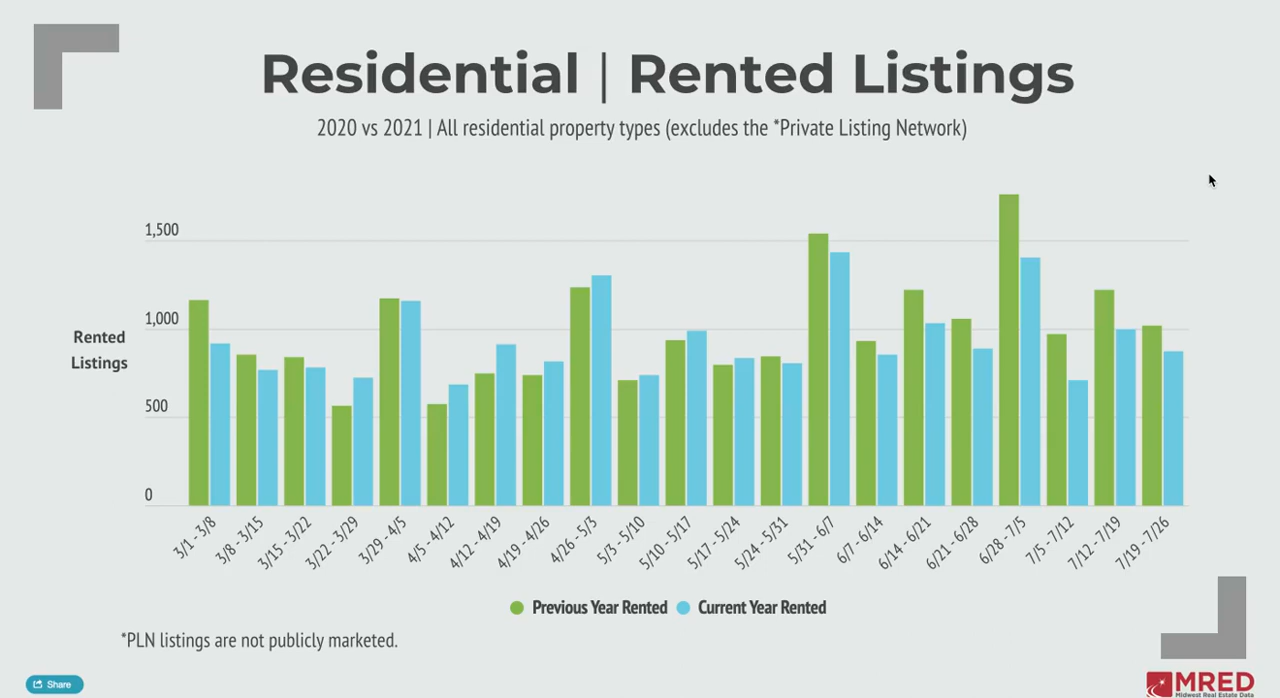 Residential | Rented Listings
2020 vs 2021 | All residential property types (excludes the *Private Listing Network)
1,500
1,000
500
0
Rented
Listings
3/1 - 3/8
3/8 - 3/15
3/15 - 3/22
3/22 - 3/29
3/29 - 4/5
4/5 - 4/12
4/12 - 4/19
4/19 - 4/26
4/26 - 5/3
5/3 - 5/10
5/10 - 5/17
5/17 - 5/24
5/24 - 5/31
5/31 - 6/7
6/7 - 6/14
6/14 - 6/21
6/21 - 6/28
6/28 - 7/5
7/5 - 7/12
7/12 - 7/19
7/19 - 7/26
Previous Year Rented
Current Year Rented
*PLN listings are not publicly marketed.
Share
MRED
Midwest Real Estate Data